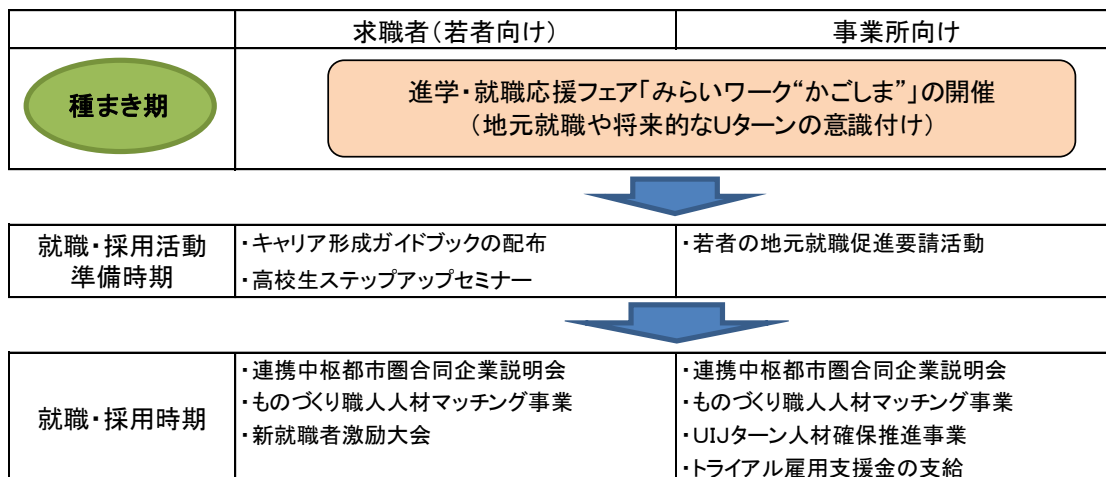 求職者(若者向け)
事業所向け
種まき期
進学・就職応援フェア「みらいワーク“かごしま”」の開催
(地元就職や将来的なUターンの意識付け)
就職・採用活動
準備時期
・キャリア形成ガイドブックの配布
・高校生ステップアップセミナー
・若者の地元就職促進要請活動
就職・採用時期
・連携中枢都市圏合同企業説明会
・ものづくり職人人材マッチング事業
・新就職者激励大会
・連携中枢都市圏合同企業説明会
・ものづくり職人人材マッチング事業
・UIJターン人材確保推進事業
・トライアル雇用支援金の支給